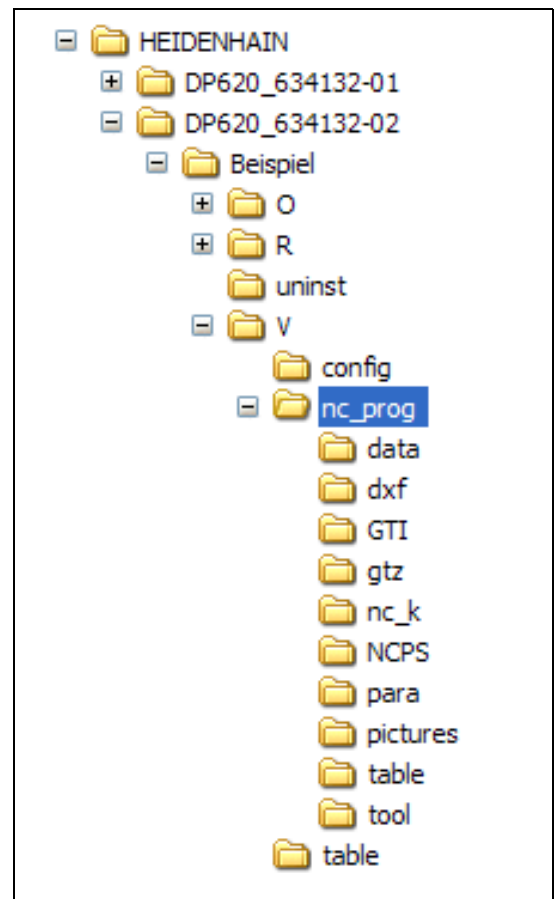 HEIDENHAIN
DP620_634132-01
DP620_634132-02
Beispiel
O
R
uninst
V
config
nc_prog
data
dxf
GTI
gtz
nc_k
NCPS
para
pictures
table
tool
table